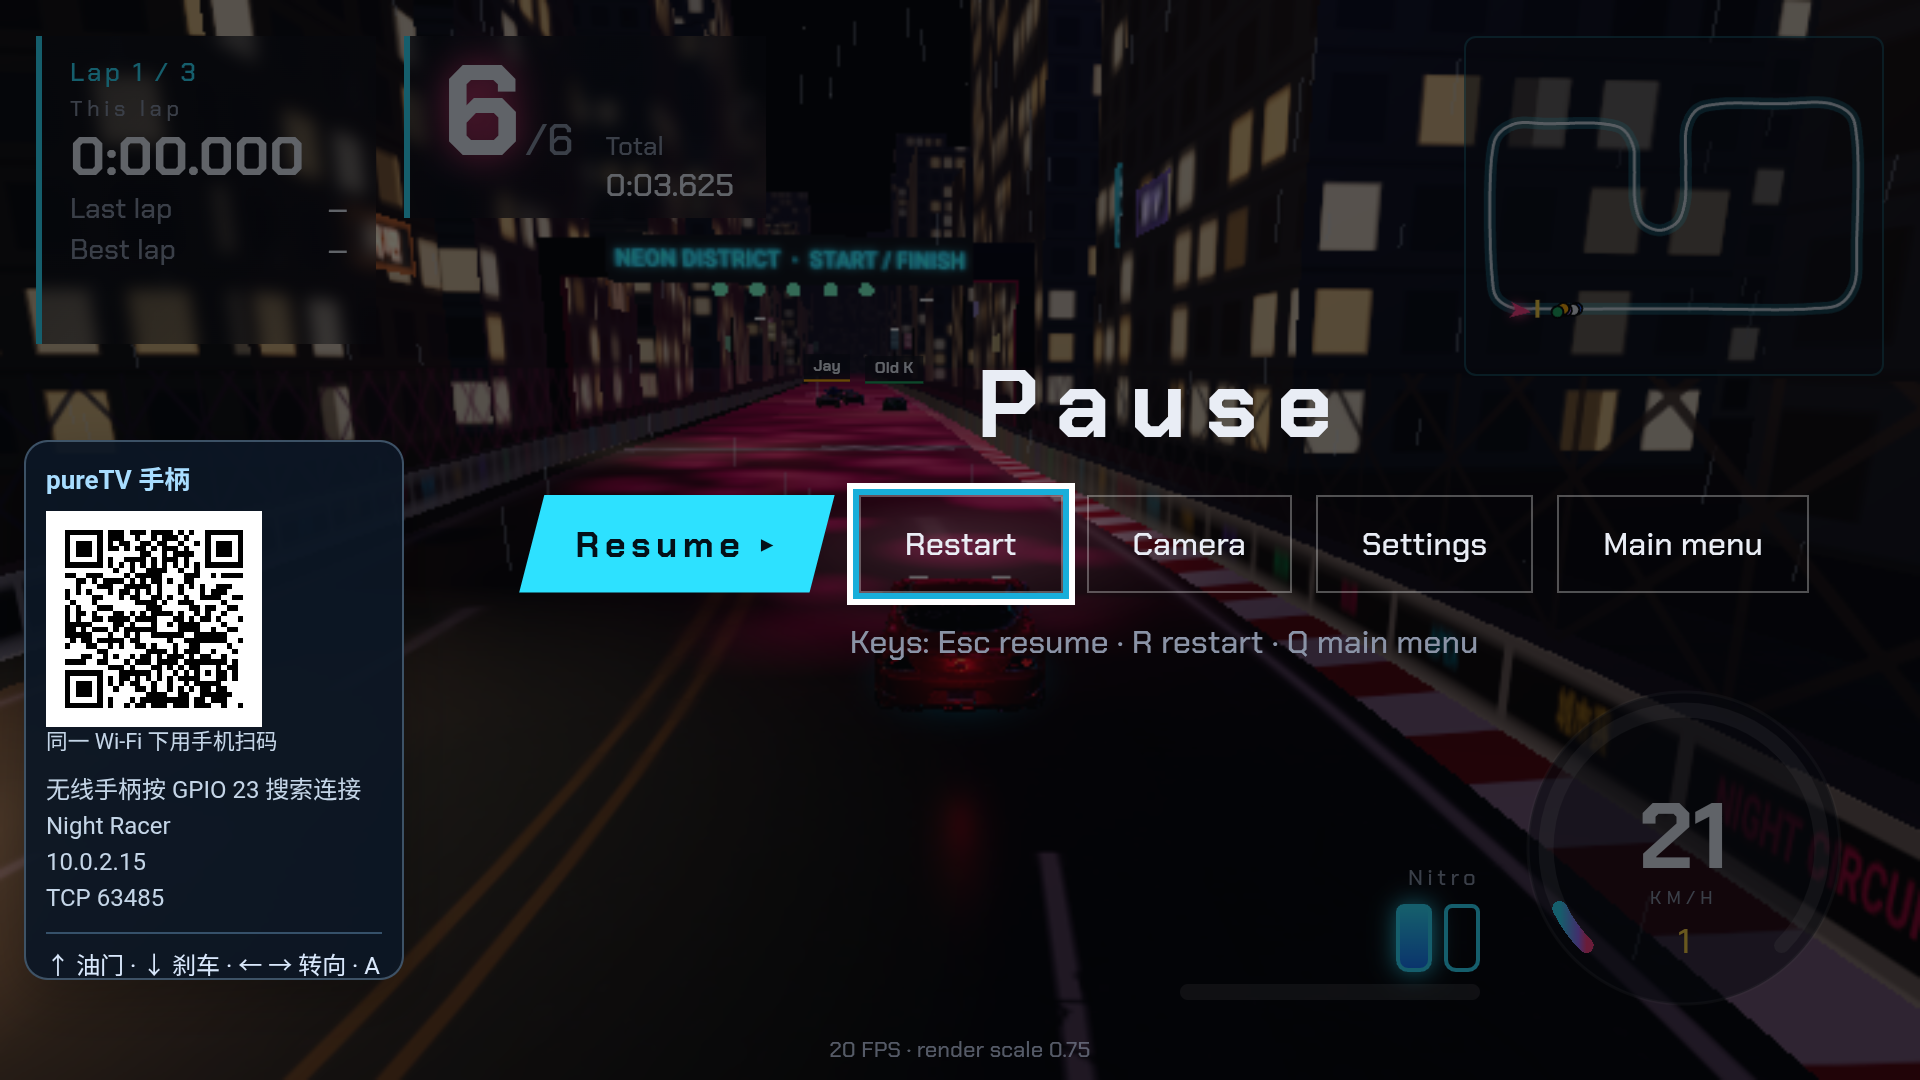 Lap 1 / 3
This lap
0:00.000
Last lap —
Best lap —
6/6
Total
0:03.625
NEON DISTRICT · START / FINISH
Jay
Old K
Pause
Resume ▸
Restart
Camera
Settings
Main menu
Keys: Esc resume · R restart · Q main menu
pureTV 手柄
同一 Wi-Fi 下用手机扫码
无线手柄按 GPIO 23 搜索连接
Night Racer
10.0.2.15
TCP 63485
↑ 油门 · ↓ 刹车 · ←→ 转向 · A
NIGHT CIRCUI
Nitro
21
KM/H
1
20 FPS · render scale 0.75